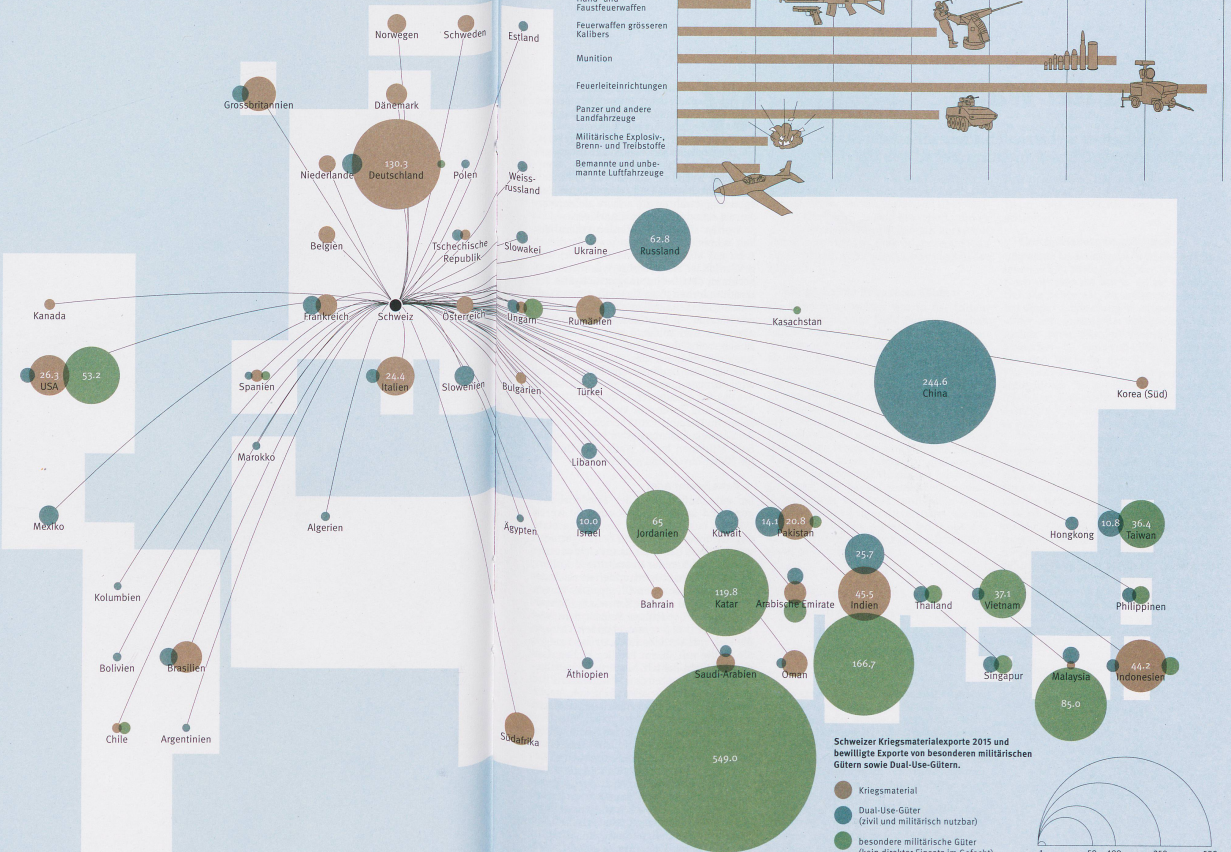 Faustfeuerwaffen
Feuerwaffen grösseren
Kalibers
Munition
Feuerleiteinrichtungen
Panzer und andere
Landfahrzeuge
Militärische Explosiv-,
Brenn- und Treibstoffe
Bemannte und unbe-
mannte Luftfahrzeuge
Norwegen
Schweden
Estland
Grossbritannien
Dänemark
130.3
Niederlande
Deutschland
Polen
Weiss-
russland
Belgien
Tschechische
Republik
Slowakei
Ukraine
62.8
Russland
Kanada
Frankreich
Schweiz
Österreich
Ungarn
Rumänien
Kasachstan
26.3
USA
53.2
Spanien
24.4
Italien
Slowenien
Bulgarien
Türkei
244.6
China
Korea (Süd)
Marokko
Libanon
Mexiko
Algerien
Ägypten
10.0
Israel
65
Jordanien
Kuwait
14.1
20.8
Pakistan
Hongkong
10.8
36.4
Taiwan
25.7
Kolumbien
Bahrain
119.8
Katar
Arabische Emirate
45.5
Indien
Thailand
37.1
Vietnam
Philippinen
Bolivien
Brasilien
Äthiopien
Saudi-Arabien
Oman
166.7
Singapur
Malaysia
44.2
Indonesien
85.0
Chile
Argentinien
Südafrika
549.0
Schweizer Kriegsmaterialexporte 2015 und
bewilligte Exporte von besonderen militärischen
Gütern sowie Dual-Use-Gütern.
Kriegsmaterial
Dual-Use-Güter
(zivil und militärisch nutzbar)
besondere militärische Güter